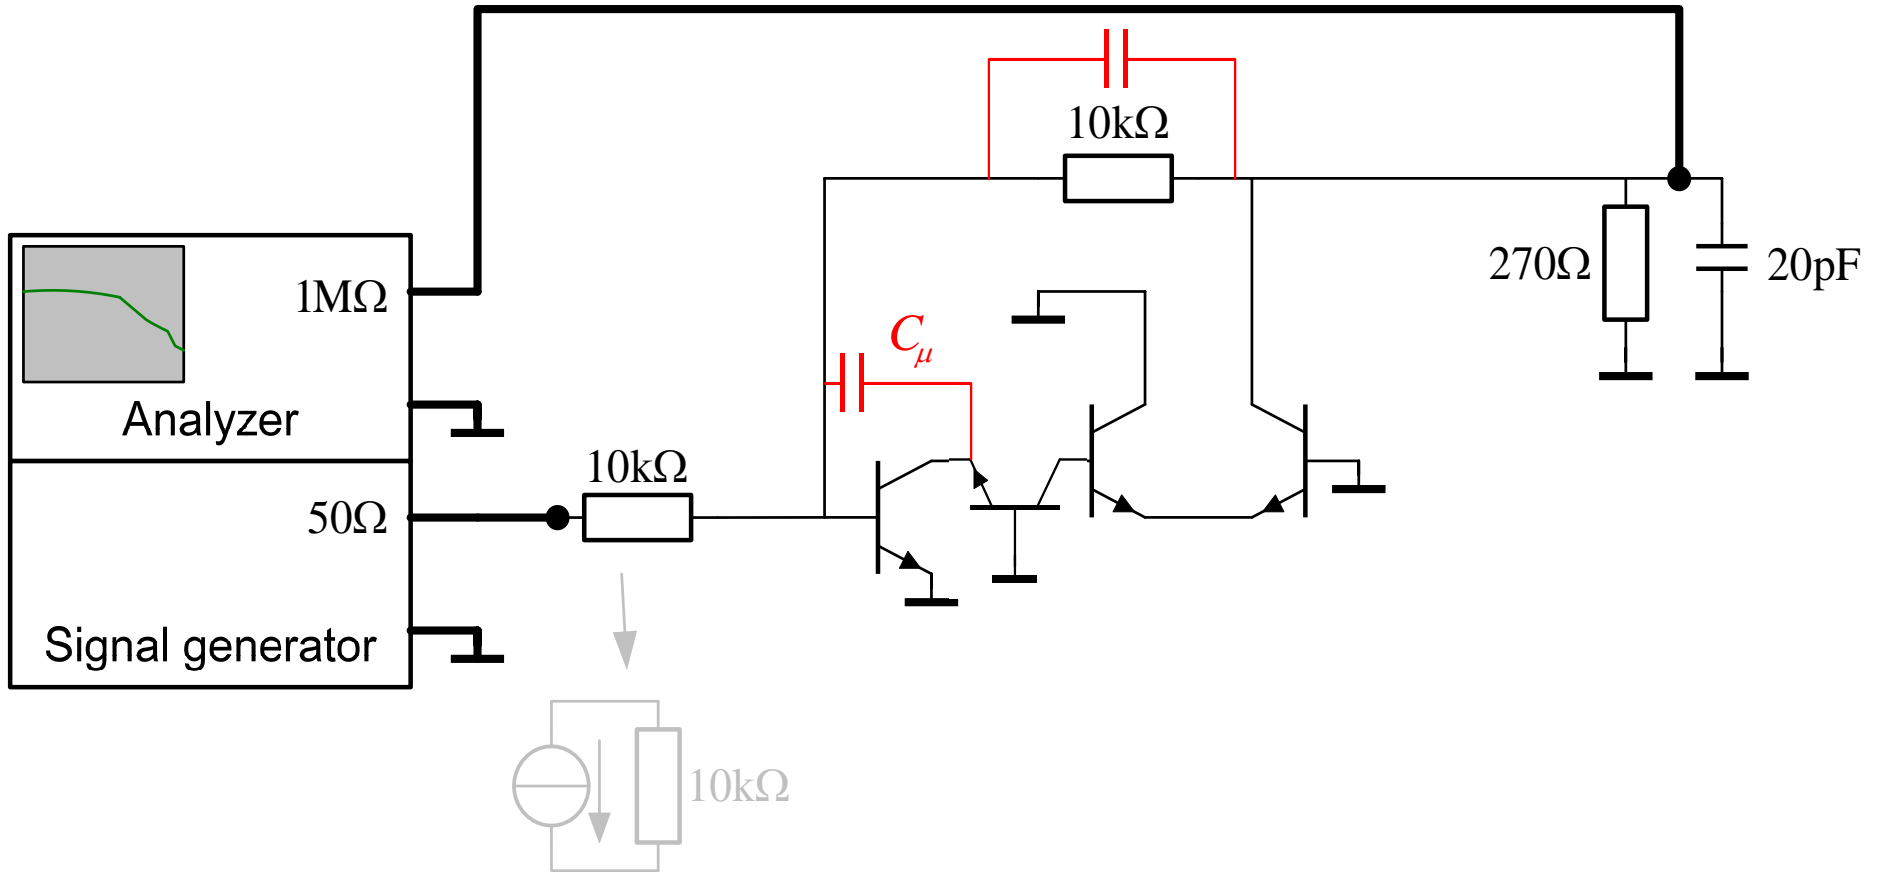 10kΩ
270Ω
20pF
1MΩ
Cμ
Analyzer
10kΩ
50Ω
Signal generator
10kΩ